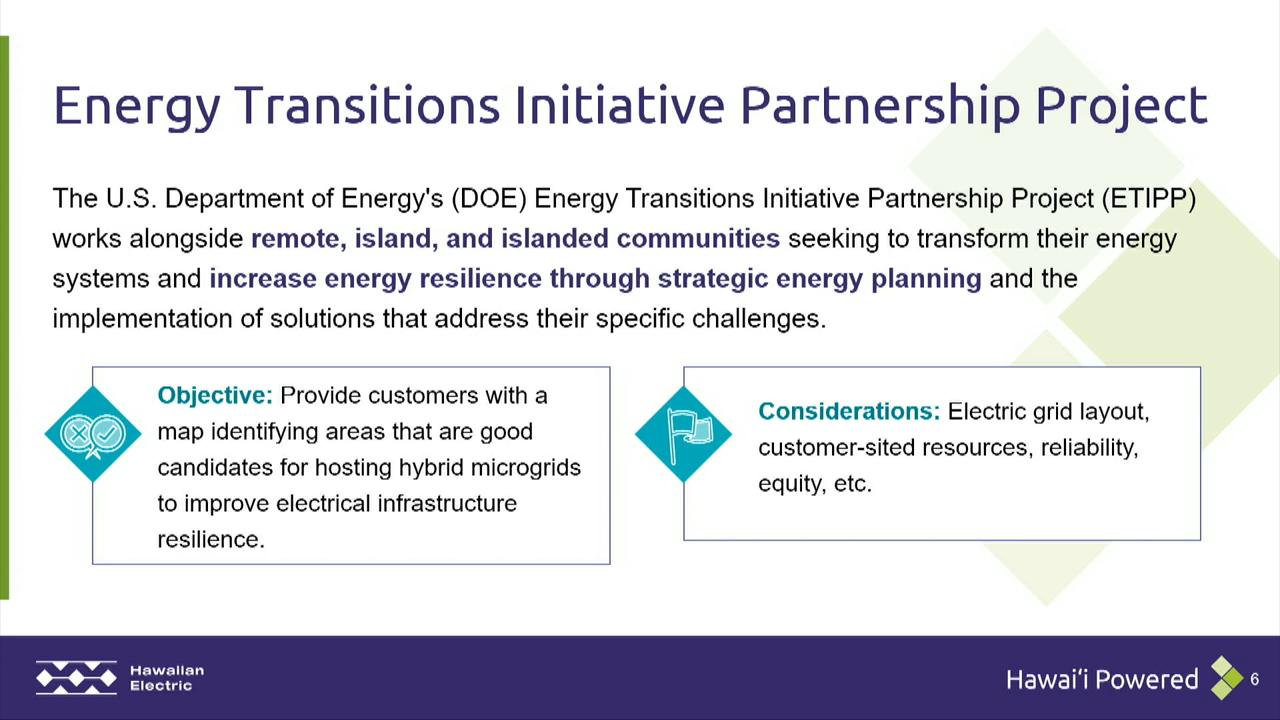 Energy Transitions Initiative Partnership Project
The U.S. Department of Energy's (DOE) Energy Transitions Initiative Partnership Project (ETIPP)
works alongside remote, island, and islanded communities seeking to transform their energy
systems and increase energy resilience through strategic energy planning and the
implementation of solutions that address their specific challenges.
Objective: Provide customers with a
map identifying areas that are good
candidates for hosting hybrid microgrids
to improve electrical infrastructure
resilience.
Considerations: Electric grid layout,
customer-sited resources, reliability,
equity, etc.
Hawaiian
Electric
Hawaiʻi Powered
6